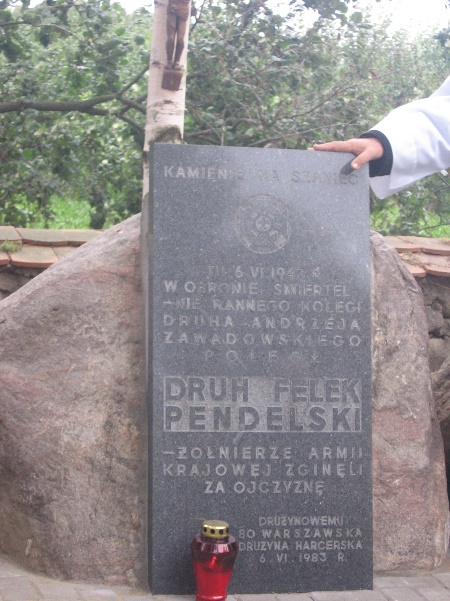 KAMIENIE NA SZANIEC
TU 6 VI 1943 R
W OBRONIE ŚMIERTEL
-NIE RANNEGO KOLEGI
DRUHA ANDRZEJA
ZAWADOWSKIEGO
POLEGŁ
DRUH FELEK
PENDELSKI
-ŻOŁNIERZE ARMII
KRAJOWEJ ZGINĘLI
ZA OJCZYZNĘ
DRUŻYNOWEMU
80 WARSZAWSKA
DRUŻYNA HARCERSKA
6.VI.1983 R.